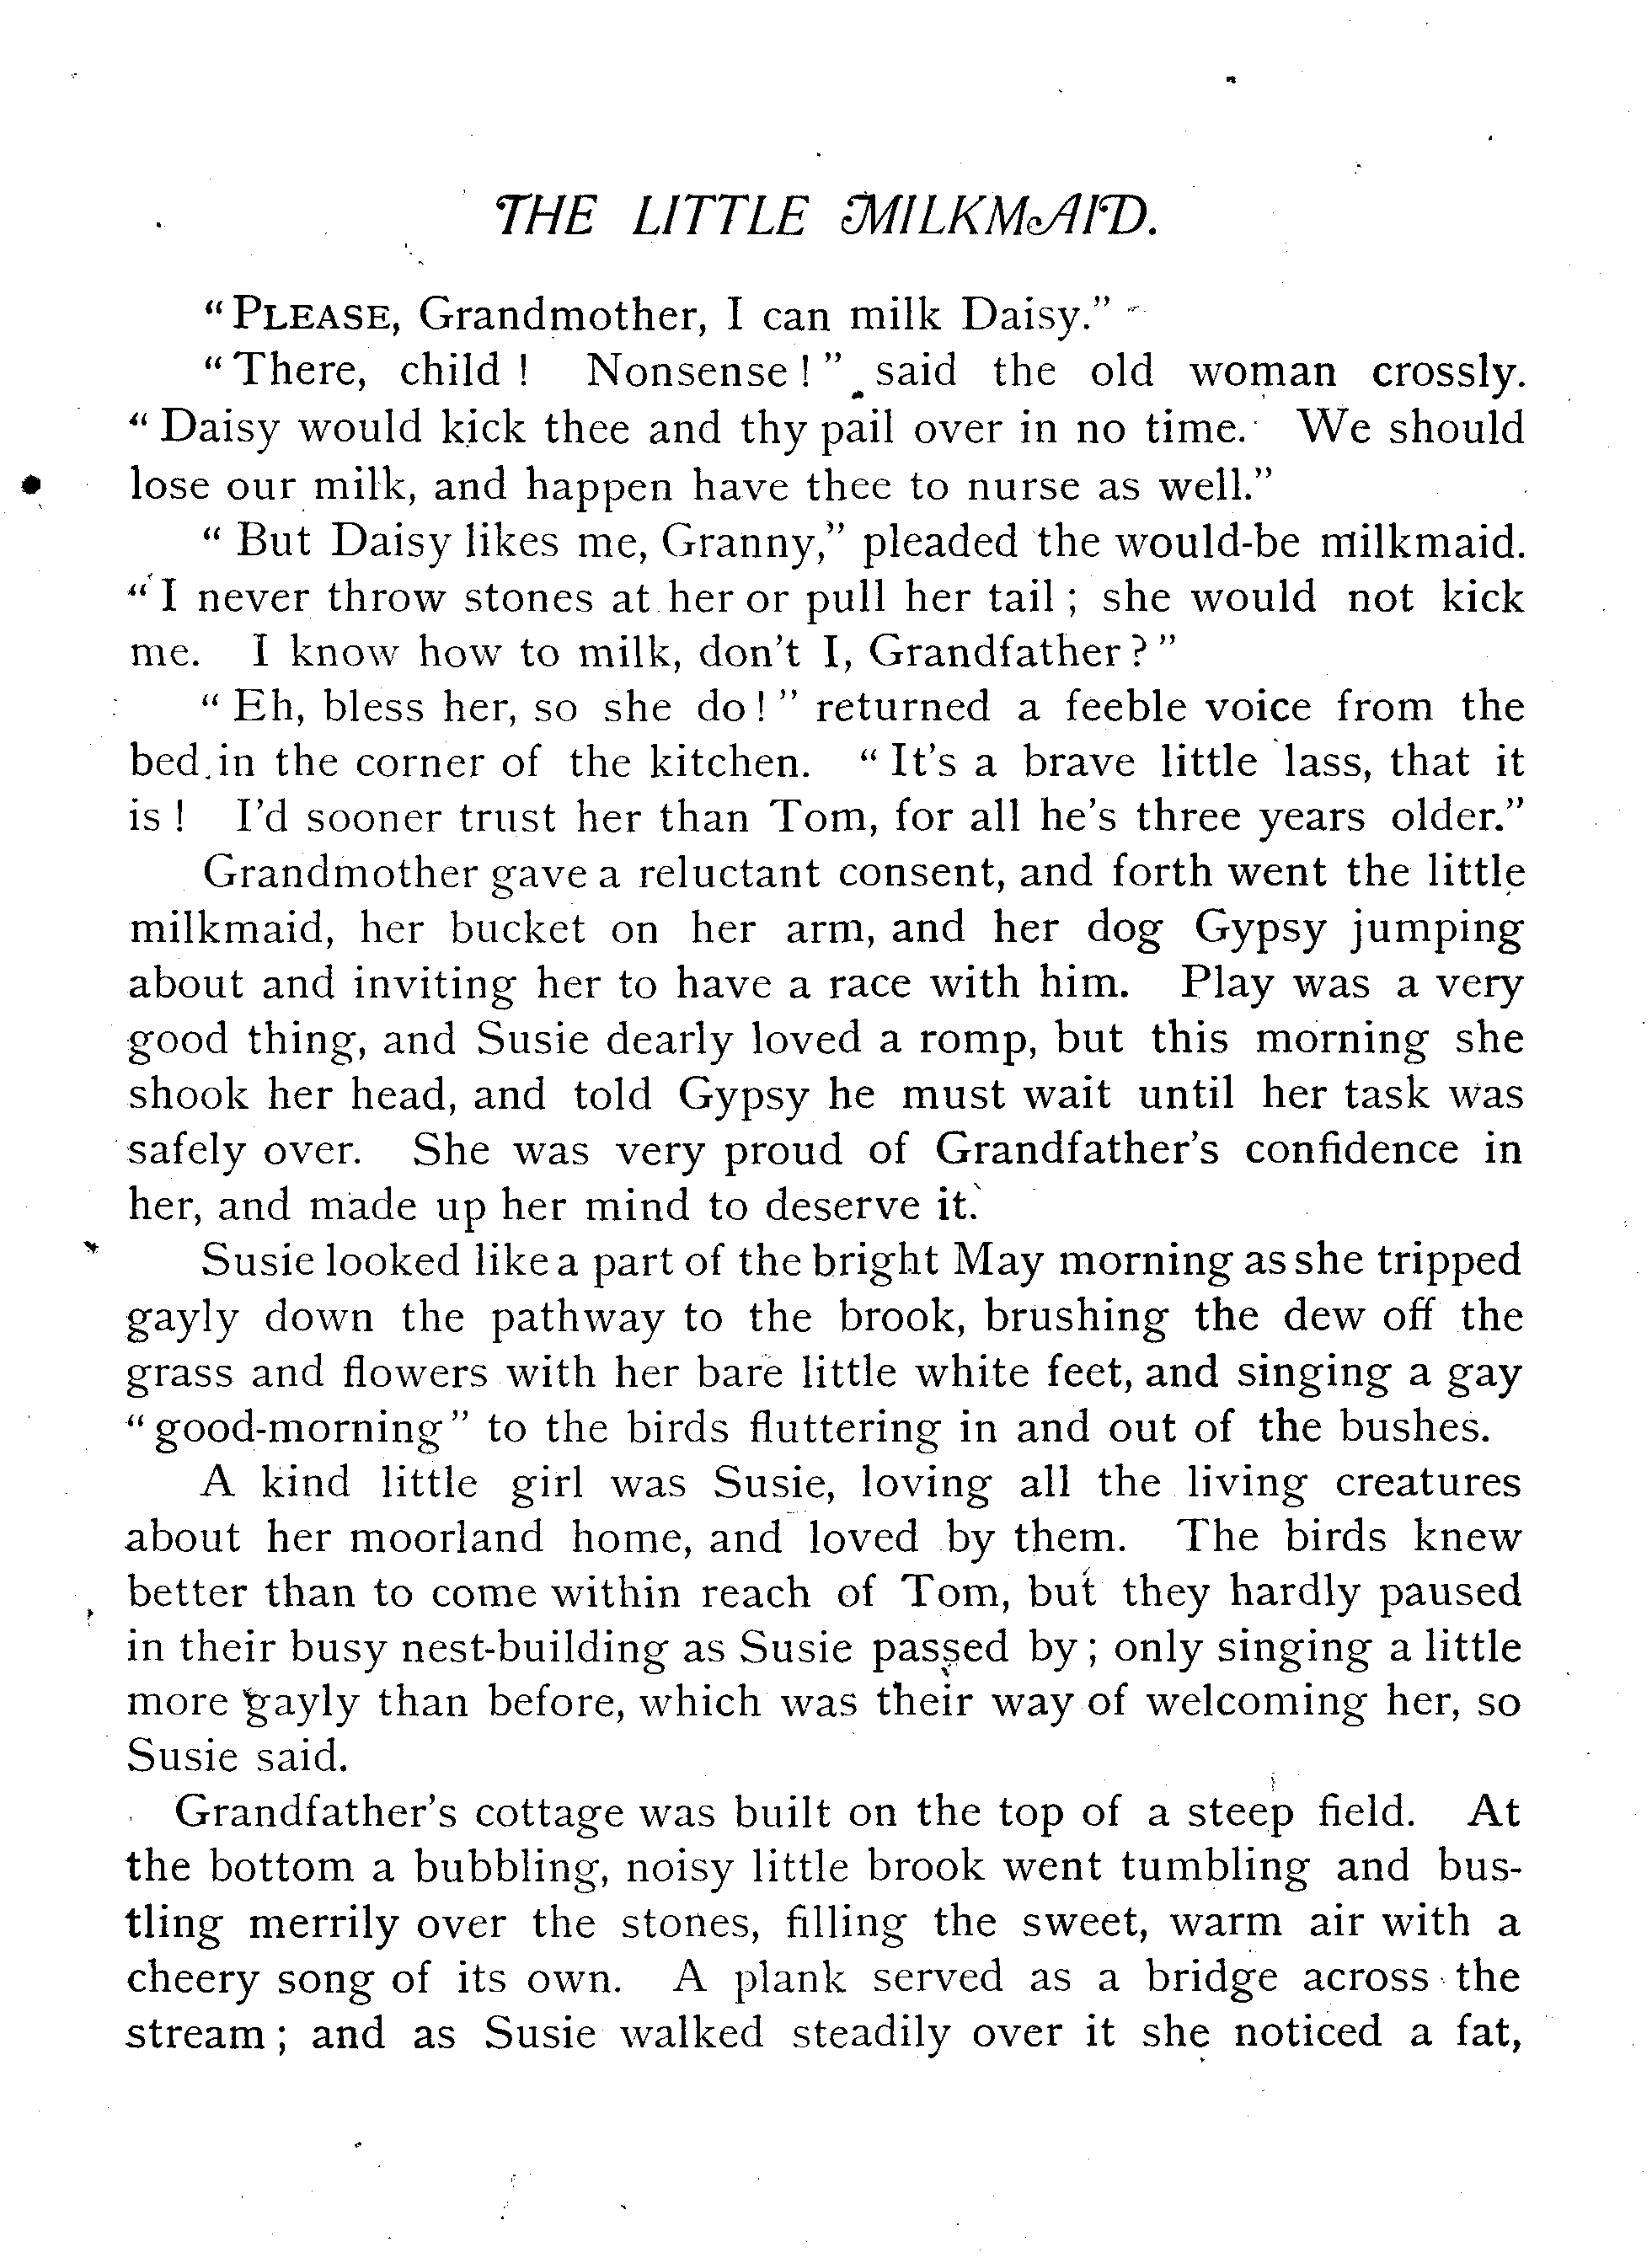 THE LITTLE MILKMAID.
"PLEASE, Grandmother, I can milk Daisy."
"There, child! Nonsense!" said the old woman crossly.
"Daisy would kick thee and thy pail over in no time. We should
lose our milk, and happen have thee to nurse as well."
"But Daisy likes me, Granny," pleaded the would-be milkmaid.
"I never throw stones at her or pull her tail; she would not kick
me. I know how to milk, don't I, Grandfather?"
"Eh, bless her, so she do!" returned a feeble voice from the
bed in the corner of the kitchen. "It's a brave little lass, that it
is! I'd sooner trust her than Tom, for all he's three years older."
Grandmother gave a reluctant consent, and forth went the little
milkmaid, her bucket on her arm, and her dog Gypsy jumping
about and inviting her to have a race with him. Play was a very
good thing, and Susie dearly loved a romp, but this morning she
shook her head, and told Gypsy he must wait until her task was
safely over. She was very proud of Grandfather's confidence in
her, and made up her mind to deserve it.
Susie looked like a part of the bright May morning as she tripped
gayly down the pathway to the brook, brushing the dew off the
grass and flowers with her bare little white feet, and singing a gay
"good-morning" to the birds fluttering in and out of the bushes.
A kind little girl was Susie, loving all the living creatures
about her moorland home, and loved by them. The birds knew
better than to come within reach of Tom, but they hardly paused
in their busy nest-building as Susie passed by; only singing a little
more gayly than before, which was their way of welcoming her, so
Susie said.
Grandfather's cottage was built on the top of a steep field. At
the bottom a bubbling, noisy little brook went tumbling and bus-
tling merrily over the stones, filling the sweet, warm air with a
cheery song of its own. A plank served as a bridge across the
stream; and as Susie walked steadily over it she noticed a fat,